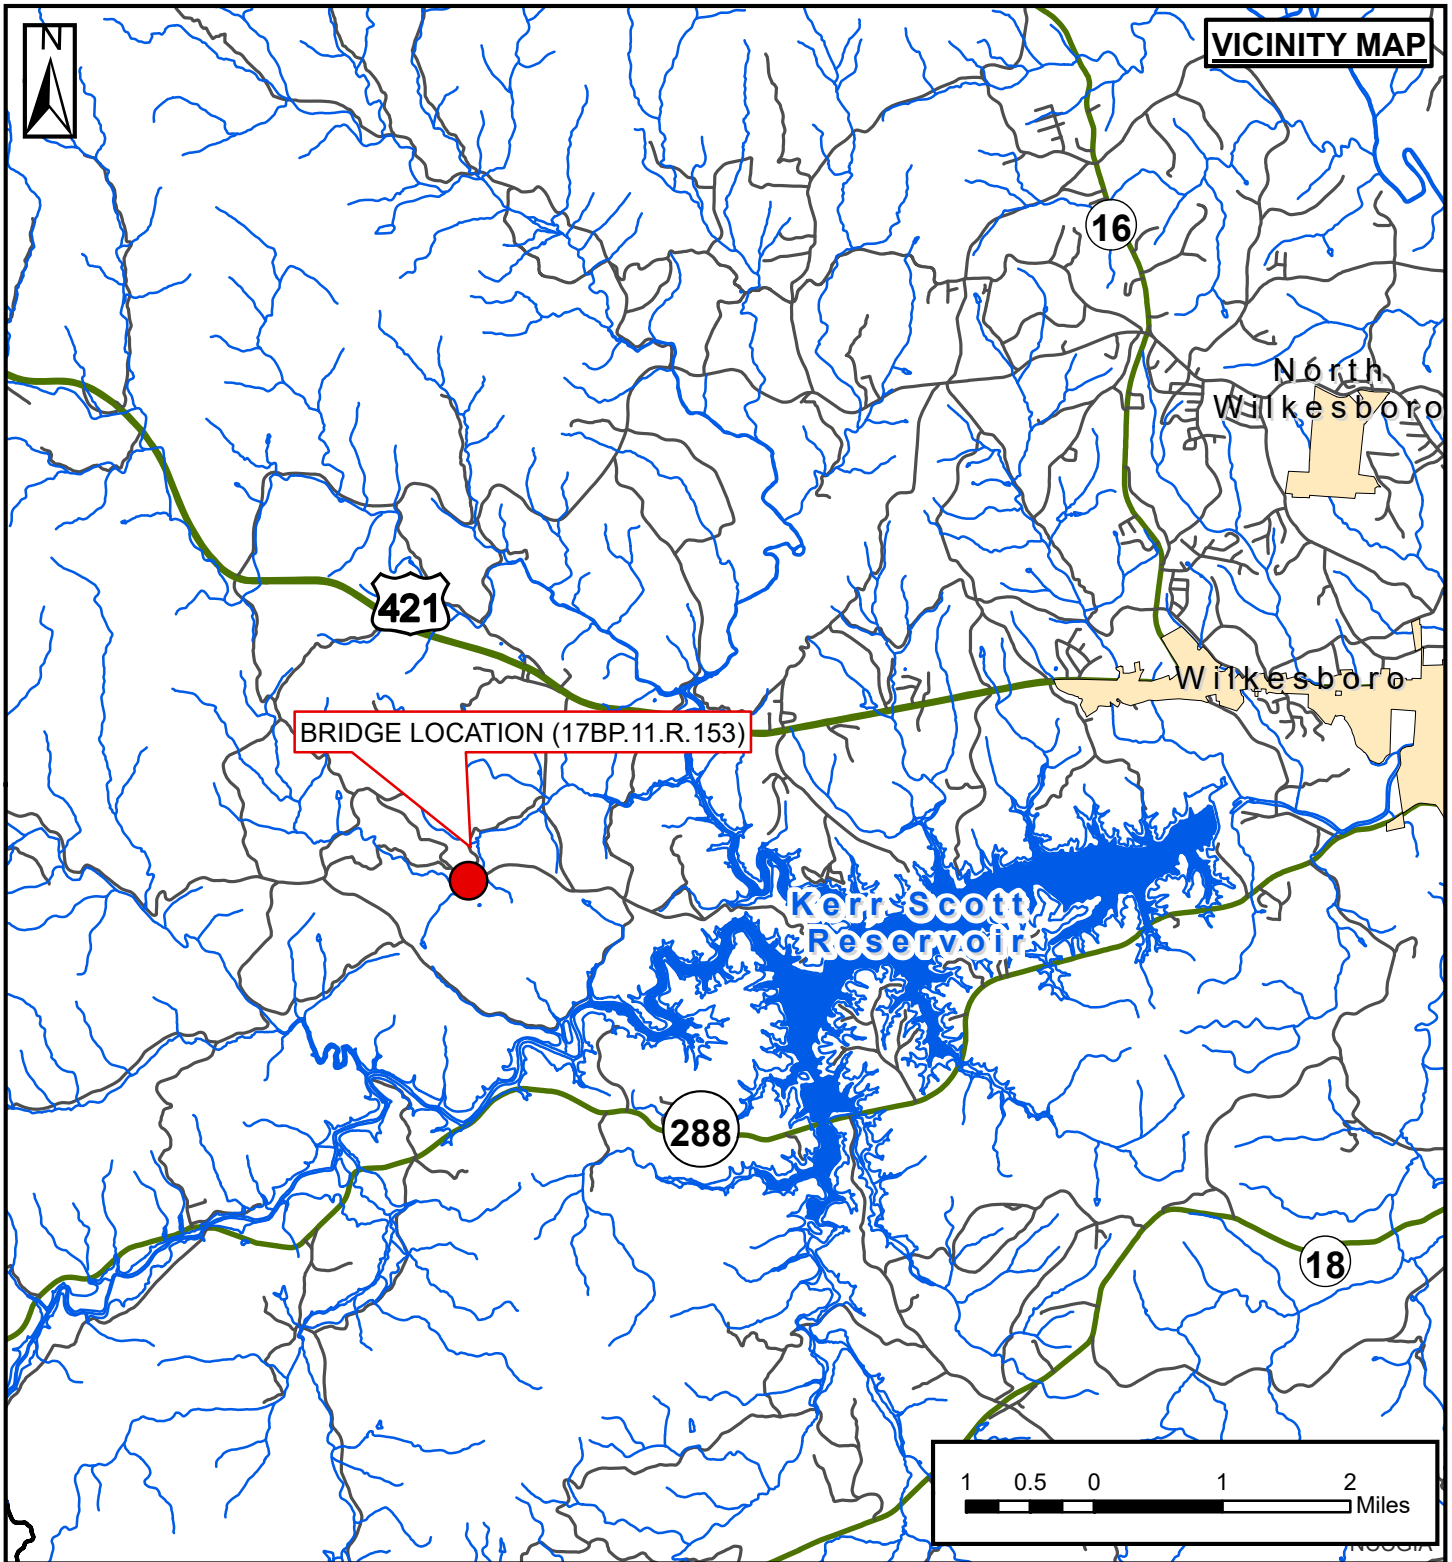 N
VICINITY MAP
16
North
Wilkesboro
421
Wilkesboro
BRIDGE LOCATION (17BP.11.R.153)
Kerr Scott
Reservoir
288
18
1 0.5 0 1 2
Miles